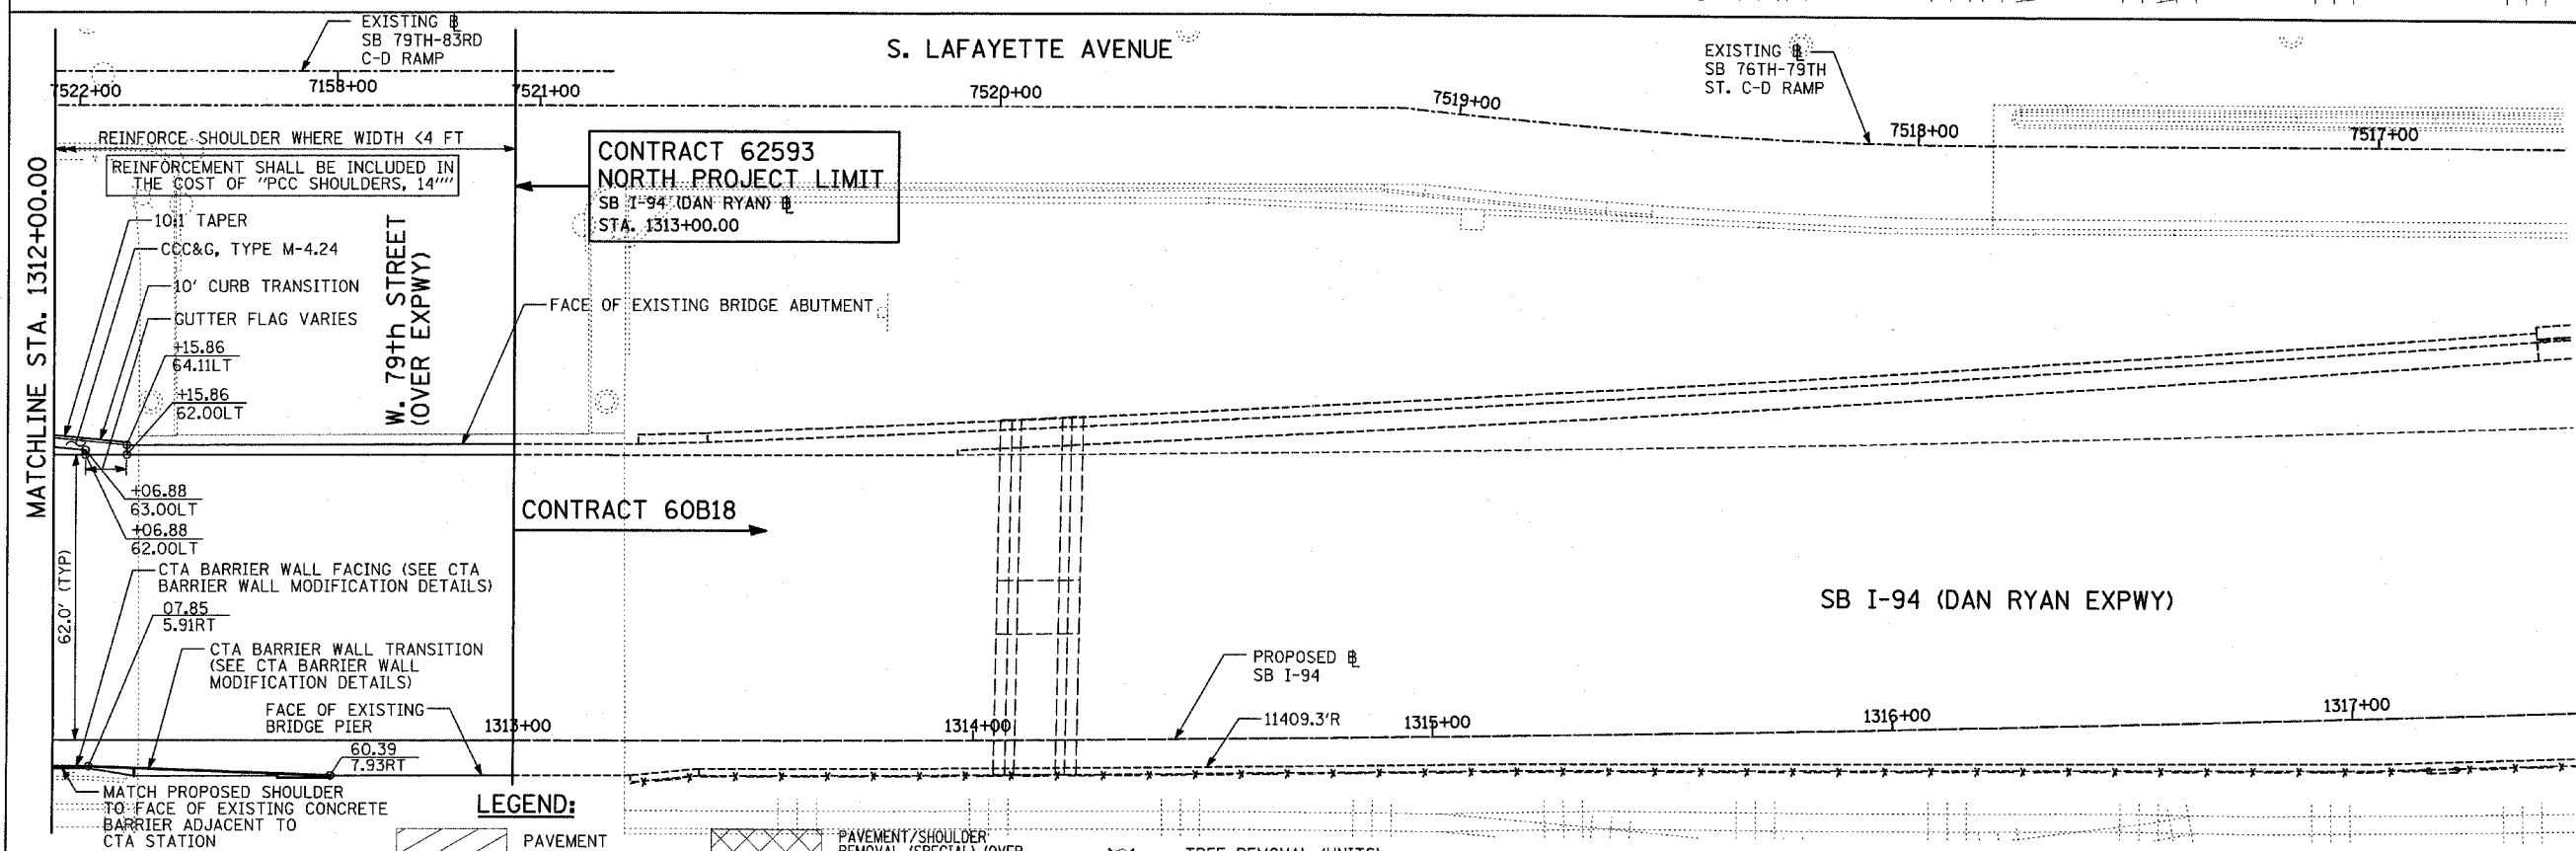 EXISTING ℄
SB 79TH-83RD
C-D RAMP
S. LAFAYETTE AVENUE
EXISTING ℄
SB 76TH-79TH
ST. C-D RAMP
7522+00
7158+00
7521+00
7520+00
7519+00
7518+00
7517+00
REINFORCE SHOULDER WHERE WIDTH <4 FT
REINFORCEMENT SHALL BE INCLUDED IN
THE COST OF "PCC SHOULDERS, 14""
CONTRACT 62593
NORTH PROJECT LIMIT
SB I-94 (DAN RYAN) ℄
STA. 1313+00.00
MATCHLINE STA. 1312+00.00
10:1 TAPER
CCC&G, TYPE M-4.24
10' CURB TRANSITION
GUTTER FLAG VARIES
W. 79th STREET
(OVER EXPWY)
FACE OF EXISTING BRIDGE ABUTMENT
+15.86
64.11LT
+15.86
62.00LT
+06.88
63.00LT
+06.88
62.00LT
62.0' (TYP)
CONTRACT 60B18
CTA BARRIER WALL FACING (SEE CTA
BARRIER WALL MODIFICATION DETAILS)
07.85
5.91RT
CTA BARRIER WALL TRANSITION
(SEE CTA BARRIER WALL
MODIFICATION DETAILS)
SB I-94 (DAN RYAN EXPWY)
PROPOSED ℄
SB I-94
11409.3'R
FACE OF EXISTING
BRIDGE PIER
60.39
7.93RT
1313+00
1314+00
1315+00
1316+00
1317+00
MATCH PROPOSED SHOULDER
TO FACE OF EXISTING CONCRETE
BARRIER ADJACENT TO
CTA STATION
LEGEND:
PAVEMENT
PAVEMENT/SHOULDER
REMOVAL (SPECIAL) (OVER
TREE REMOVAL (UNITS)